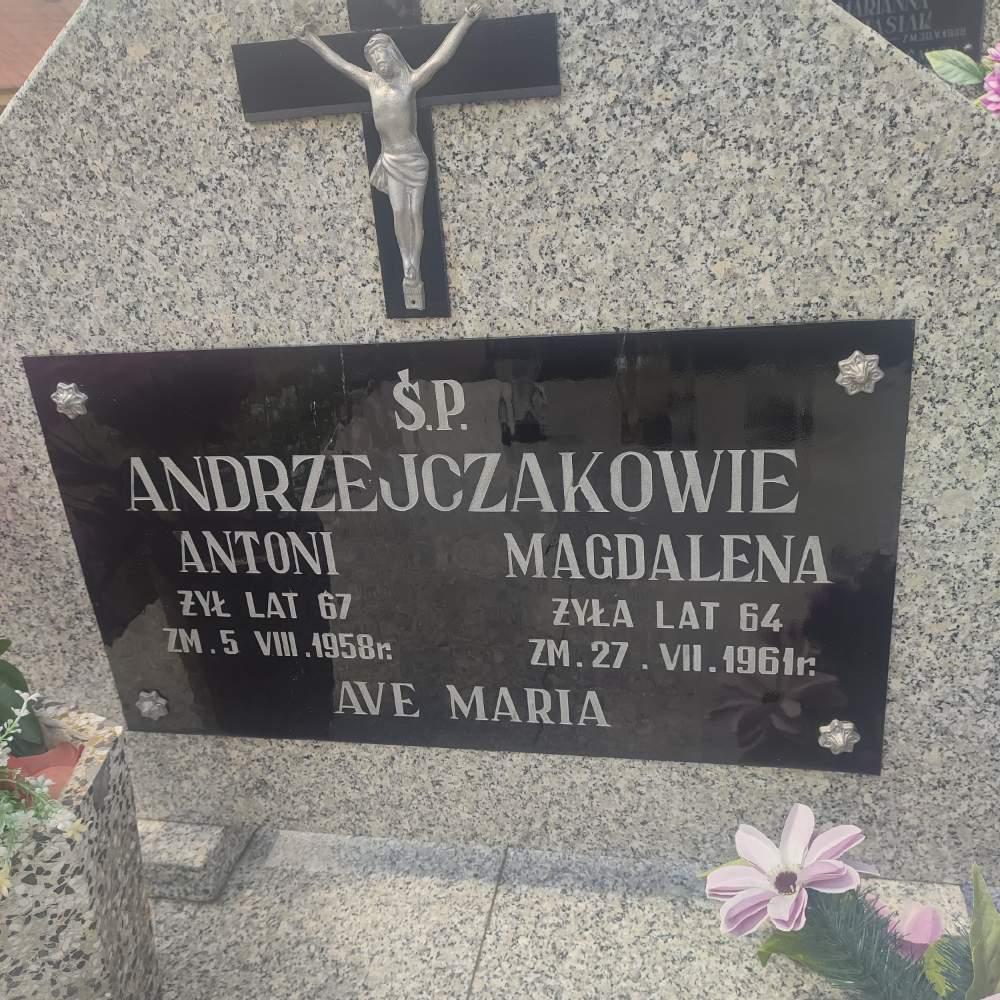 MARIANNA
Ś.P.
ANDRZEJCZAKOWIE
ANTONI MAGDALENA
ŻYŁ LAT 67 ŻYŁA LAT 64
ZM. 5 VIII. 1958r. ZM. 27. VII. 1961r.
AVE MARIA